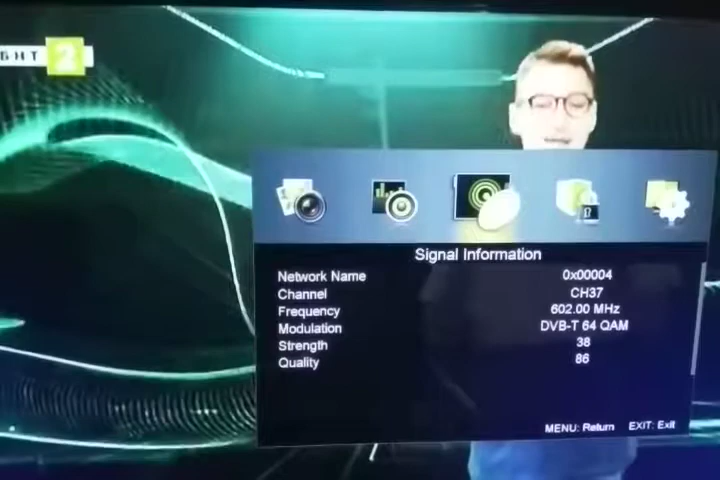 БНТ 2
Signal Information
Network Name 0x00004
Channel CH37
Frequency 602.00 MHz
Modulation DVB-T 64 QAM
Strength 38
Quality 86
MENU: Return EXIT: Exit